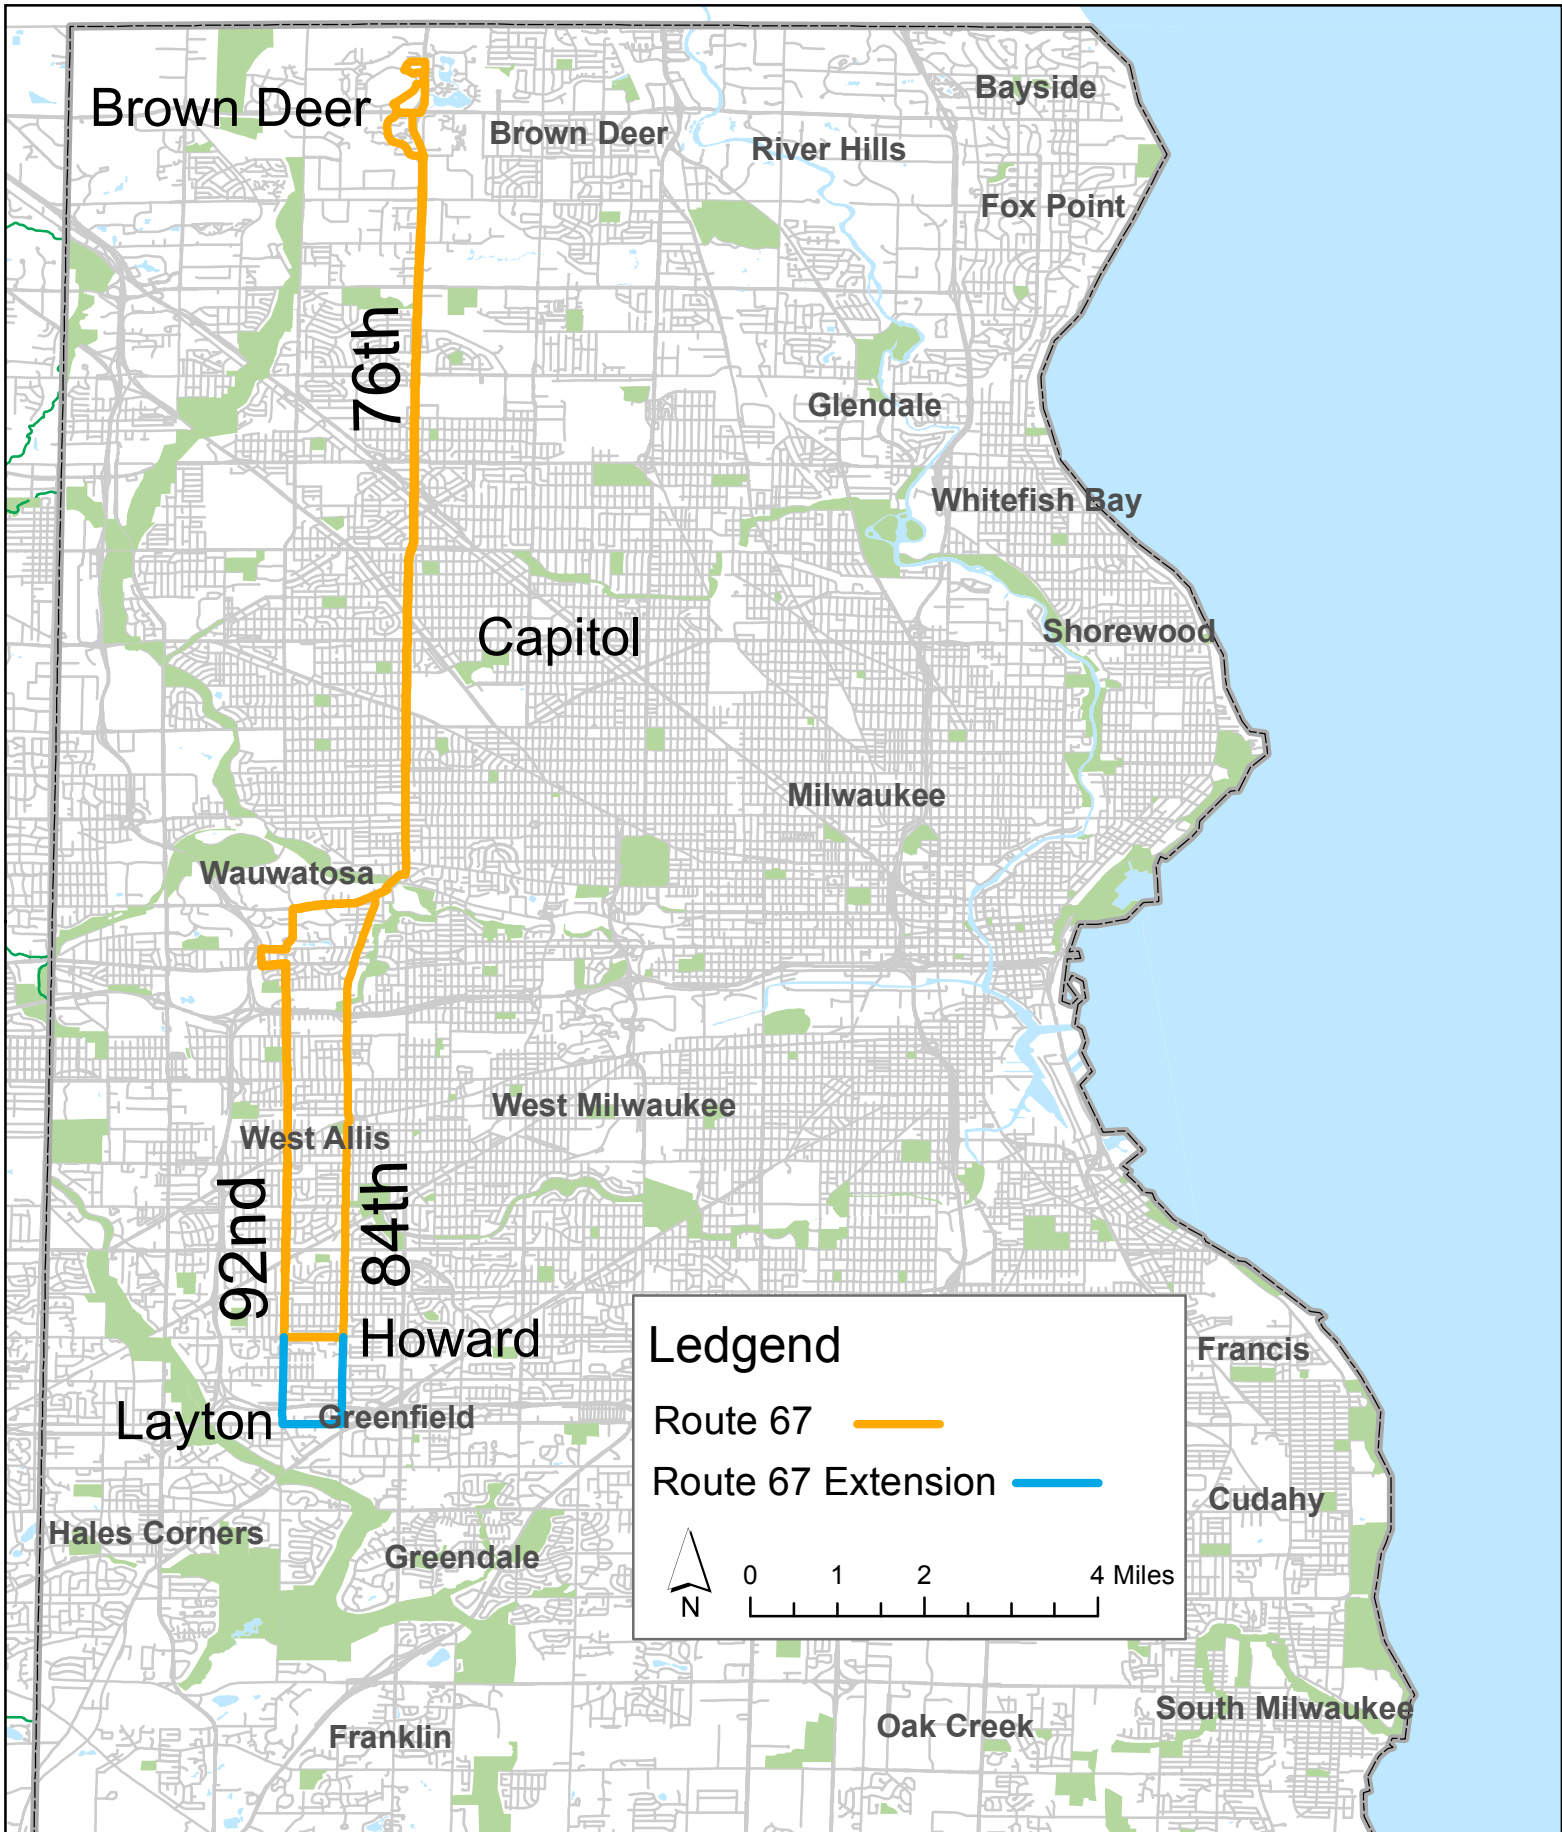 Bayside
Brown Deer
Brown Deer
River Hills
Fox Point
76th
Glendale
Whitefish Bay
Capitol
Shorewood
Milwaukee
Wauwatosa
West Milwaukee
West Allis
92nd
84th
Howard
Layton
Greenfield
Ledgend
Route 67
Route 67 Extension
0 1 2 4 Miles
N
Francis
Cudahy
Hales Corners
Greendale
South Milwaukee
Oak Creek
Franklin